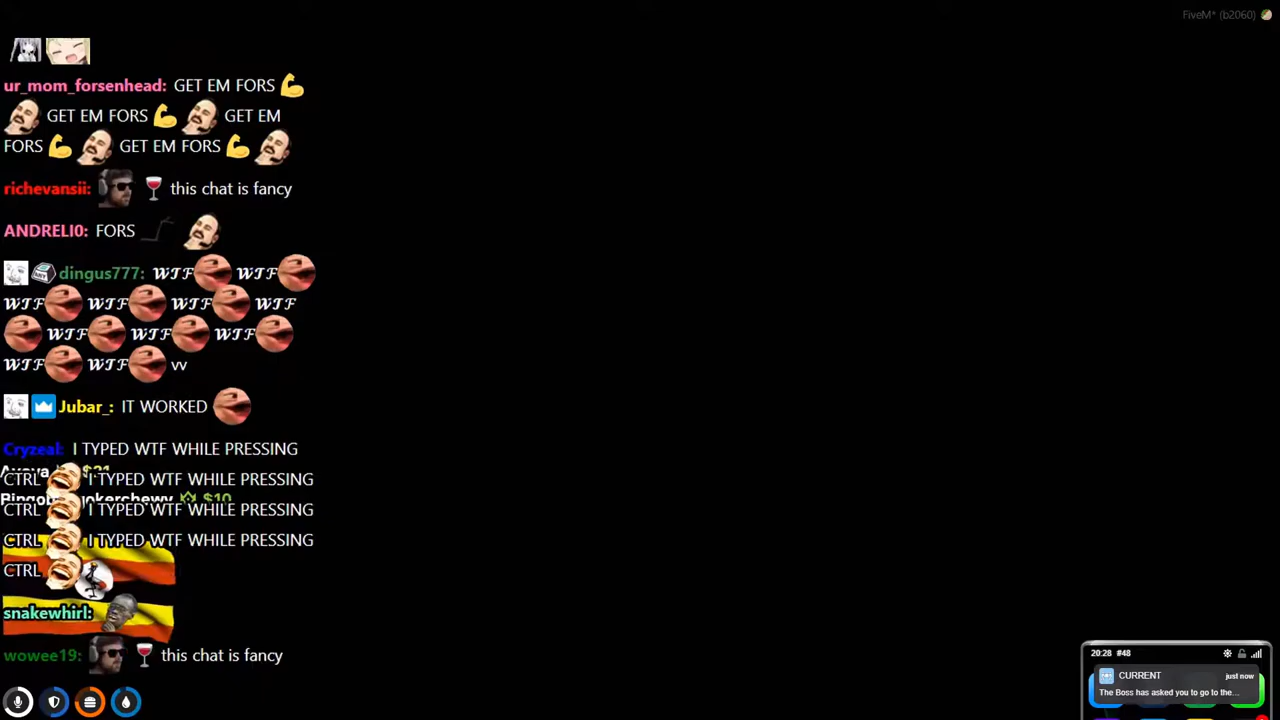 FiveM* (b2060)
ur_mom_forsenhead: GET EM FORS 💪
GET EM FORS 💪 GET EM
FORS 💪 GET EM FORS 💪
richevansii: 🍷 this chat is fancy
ANDRELI0: FORS
dingus777: 𝓦𝓣𝓕 𝓦𝓣𝓕
𝓦𝓣𝓕 𝓦𝓣𝓕 𝓦𝓣𝓕 𝓦𝓣𝓕
𝓦𝓣𝓕 𝓦𝓣𝓕 𝓦𝓣𝓕
𝓦𝓣𝓕 𝓦𝓣𝓕 vv
Jubar_: IT WORKED
Cryzeal: I TYPED WTF WHILE PRESSING
$21
CTRL I TYPED WTF WHILE PRESSING
$10
CTRL I TYPED WTF WHILE PRESSING
CTRL I TYPED WTF WHILE PRESSING
CTRL
snakewhirl:
wowee19: 🍷 this chat is fancy
20:28 #48
CURRENT just now
The Boss has asked you to go to the...